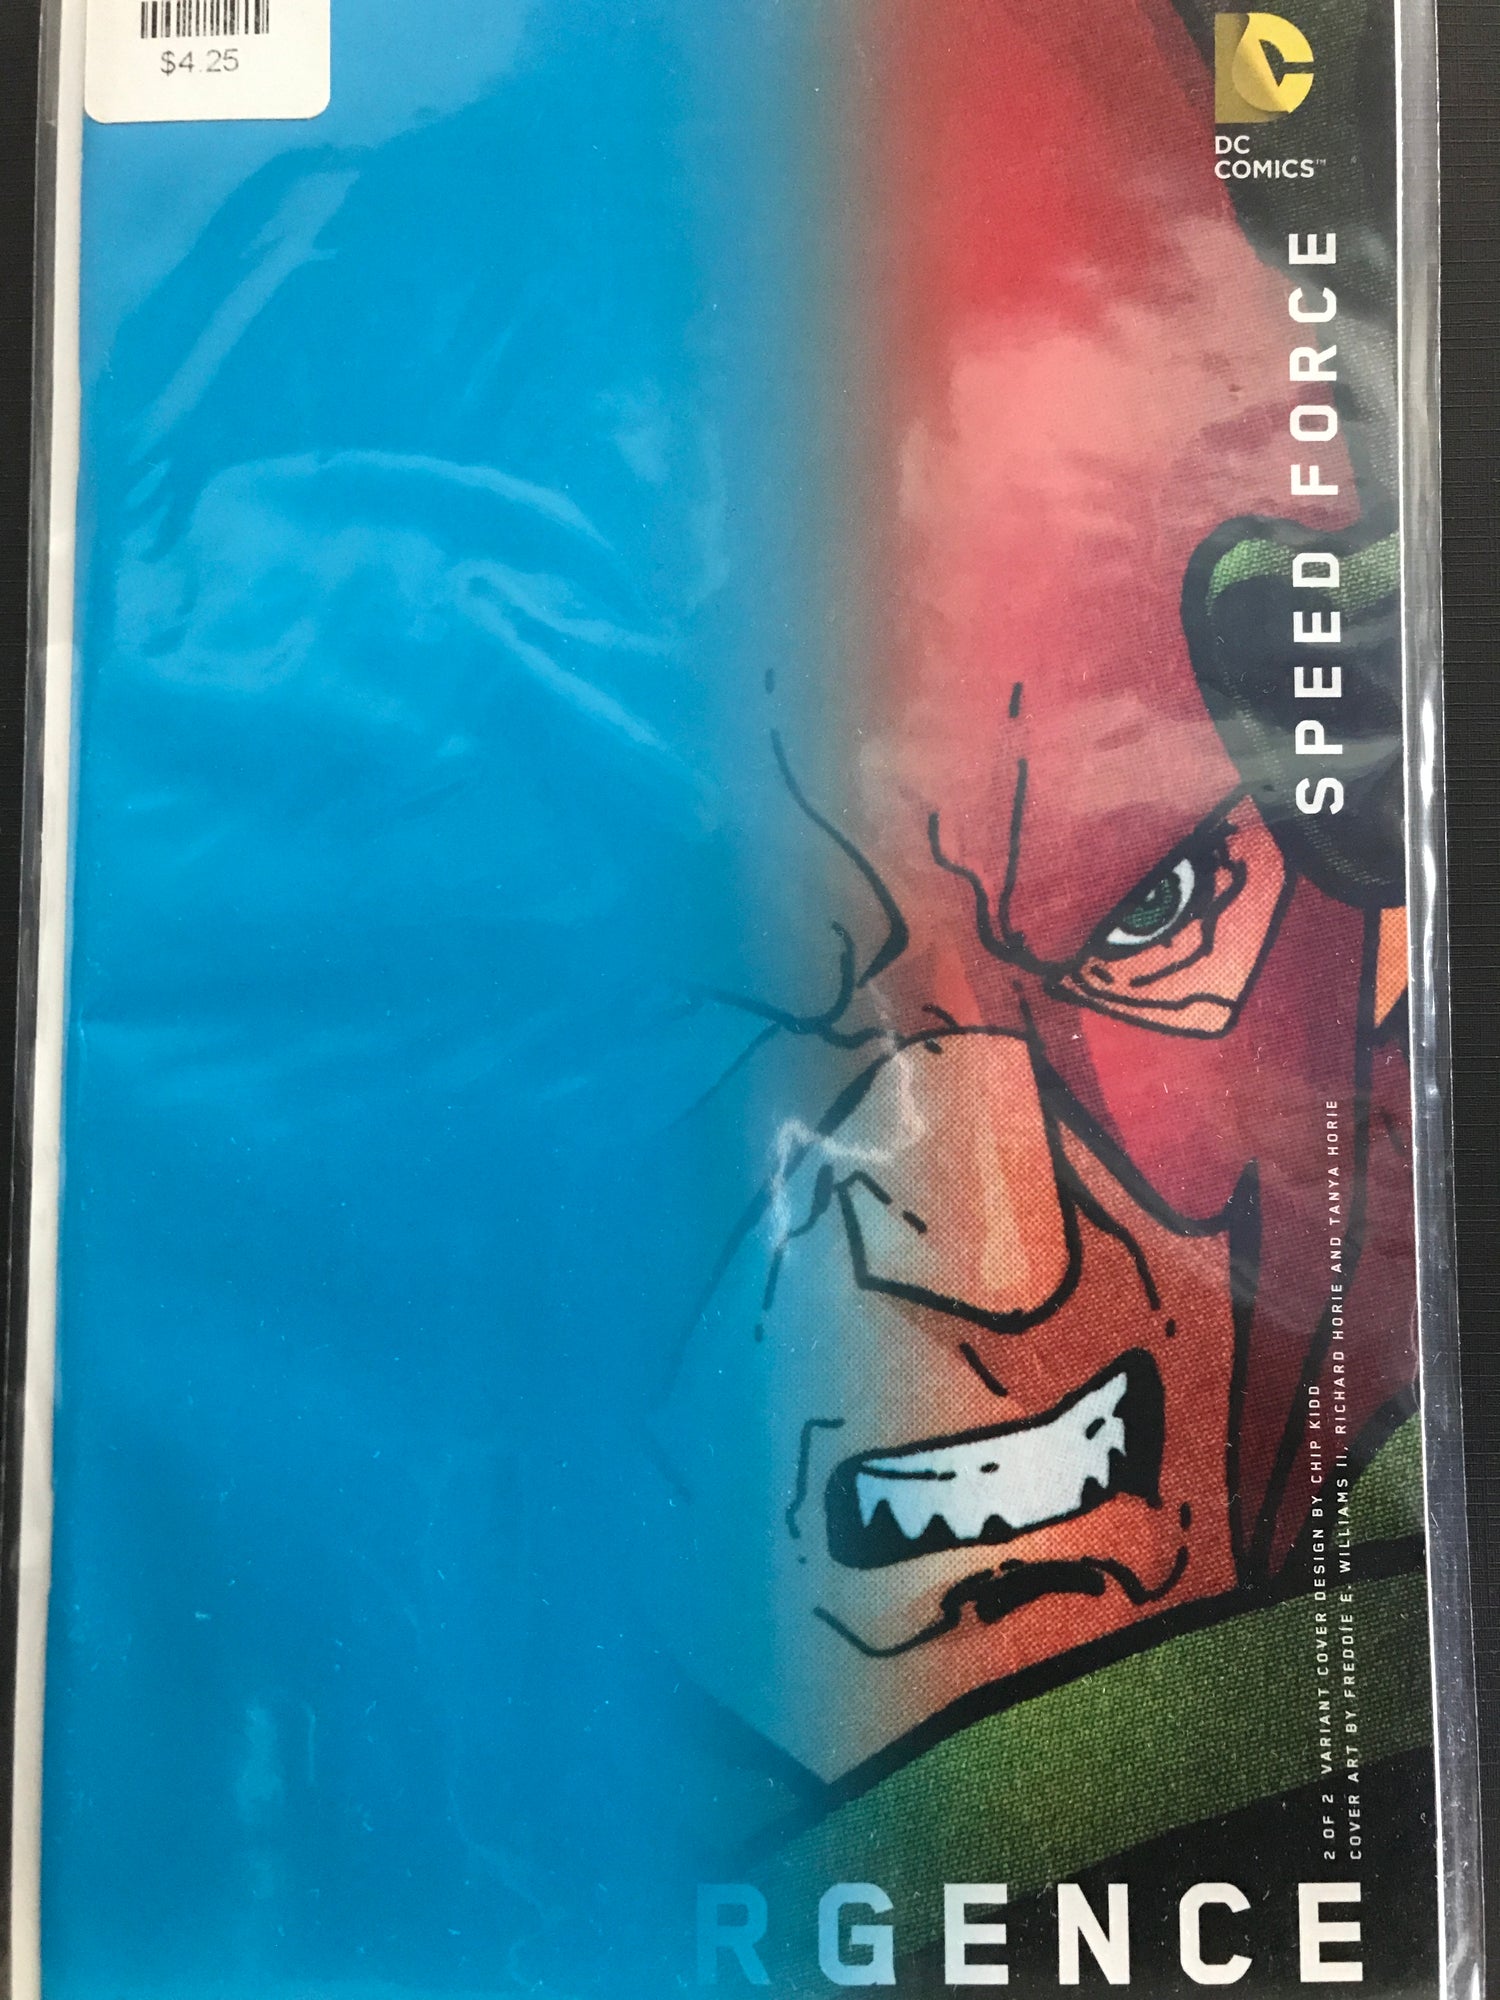 $4.25
DC
COMICS™
SPEED FORCE
2 OF 2 VARIANT COVER DESIGN BY CHIP KIDD
COVER ART BY FREDDIE E. WILLIAMS II, RICHARD HORIE AND TANYA HORIE
RGENCE